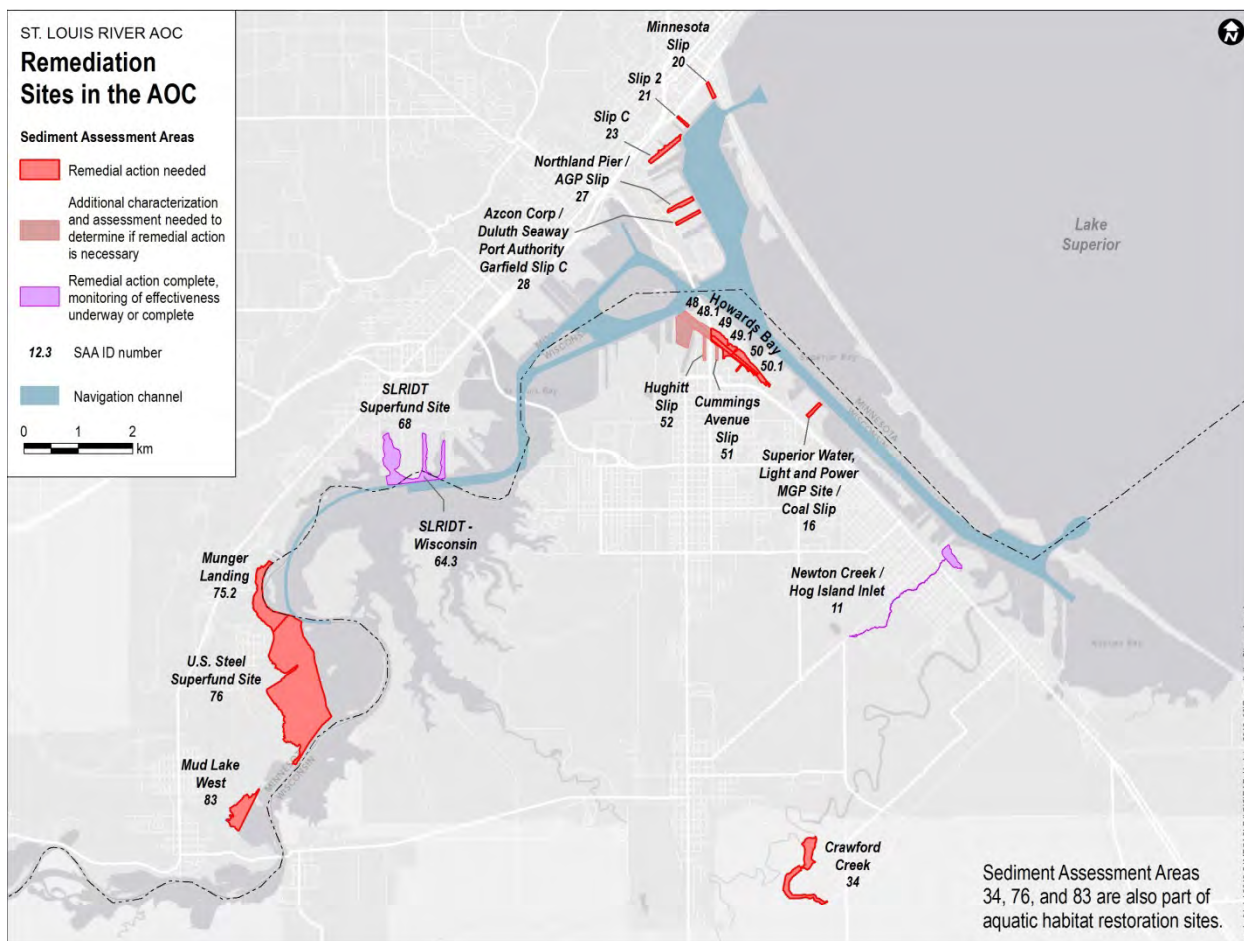 ST. LOUIS RIVER AOC
Remediation
Sites in the AOC
Sediment Assessment Areas
Remedial action needed
Additional characterization
and assessment needed to
determine if remedial action
is necessary
Remedial action complete,
monitoring of effectiveness
underway or complete
12.3 SAA ID number
Navigation channel
0 1 2
km
N
Minnesota
Slip
20
Slip 2
21
Slip C
23
Northland Pier /
AGP Slip
27
Azcon Corp /
Duluth Seaway
Port Authority
Garfield Slip C
28
Lake
Superior
Howards Bay
48
48.1
49
49.1
50
50.1
MINNESOTA
WISCONSIN
Hughitt
Slip
52
Cummings
Avenue
Slip
51
MINNESOTA
WISCONSIN
Superior Water,
Light and Power
MGP Site /
Coal Slip
16
SLRIDT
Superfund Site
68
SLRIDT -
Wisconsin
64.3
Newton Creek /
Hog Island Inlet
11
Munger
Landing
75.2
U.S. Steel
Superfund Site
76
Mud Lake
West
83
MINNESOTA
WISCONSIN
Crawford
Creek
34
Sediment Assessment Areas
34, 76, and 83 are also part of
aquatic habitat restoration sites.